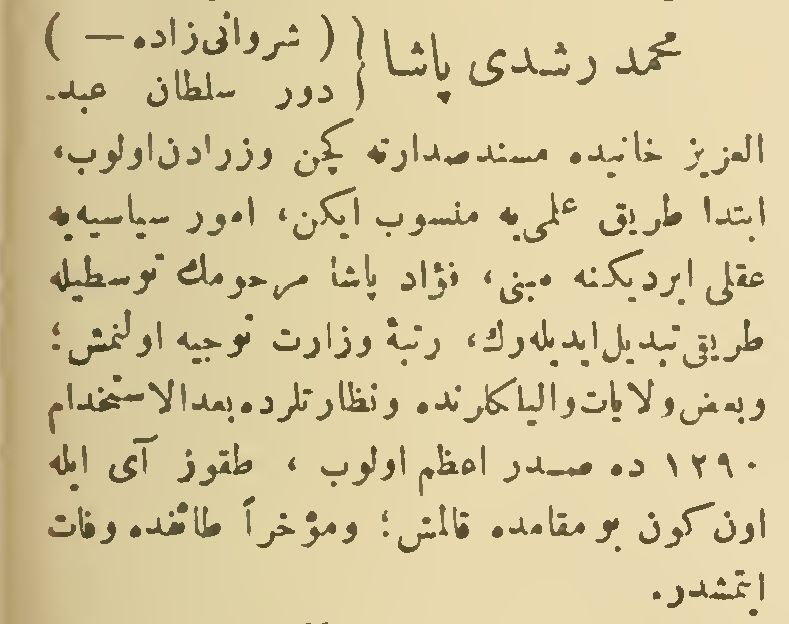 محمد رشدی پاشا { ( شروانی‌زاده — )
دور سلطان عبد-
العزیز خانیده مسند صدارته کچن وزرادن اولوب،
ابتدا طریق علمی‌یه منسوب ایکن، امور سیاسیه‌یه
عقلی ایردیکنه مبنی، فؤاد پاشا مرحومك توسطیله
طریقی تبدیل ایدیله‌رك، رتبهٔ وزارت توجیه اولنمش؛
وبعض ولایات والیلکلرنده ونظارتلرده بعدالاستخدام
۱۲۹۰ ده صدر اعظم اولوب ، طقوز آی ایله
اون کون بو مقامده قالمش؛ ومؤخراً طائفده وفات
ایتمشدر.